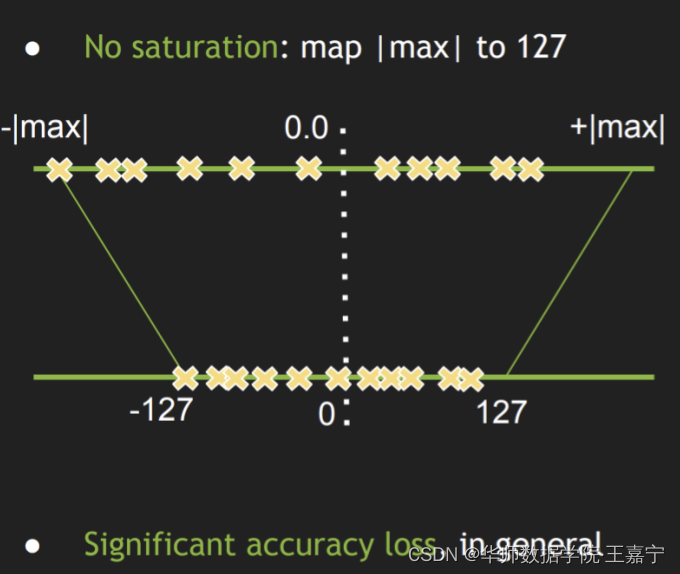 ● No saturation: map |max| to 127
-|max| 0.0 +|max|
-127 0 127
● Significant accuracy loss, in general
CSDN @华师数据学院·王嘉宁